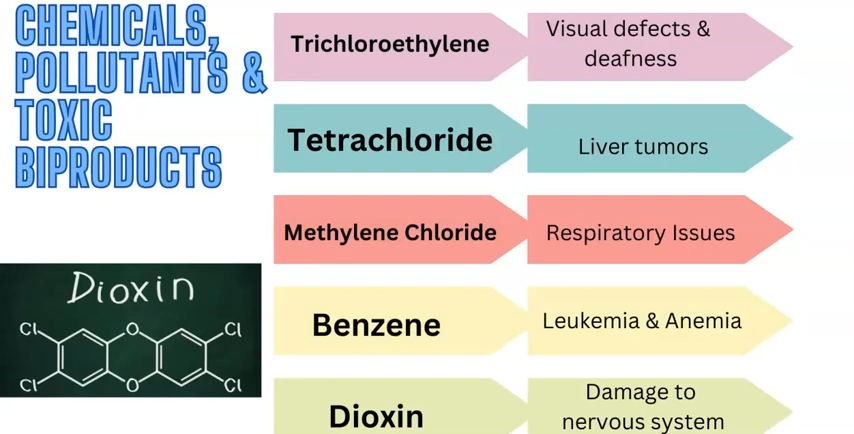 CHEMICALS,
POLLUTANTS &
TOXIC
BIPRODUCTS
Trichloroethylene
Visual defects &
deafness
Tetrachloride
Liver tumors
Methylene Chloride
Respiratory Issues
Benzene
Leukemia & Anemia
Dioxin
Damage to
nervous system
Dioxin
Cl O Cl
Cl O Cl